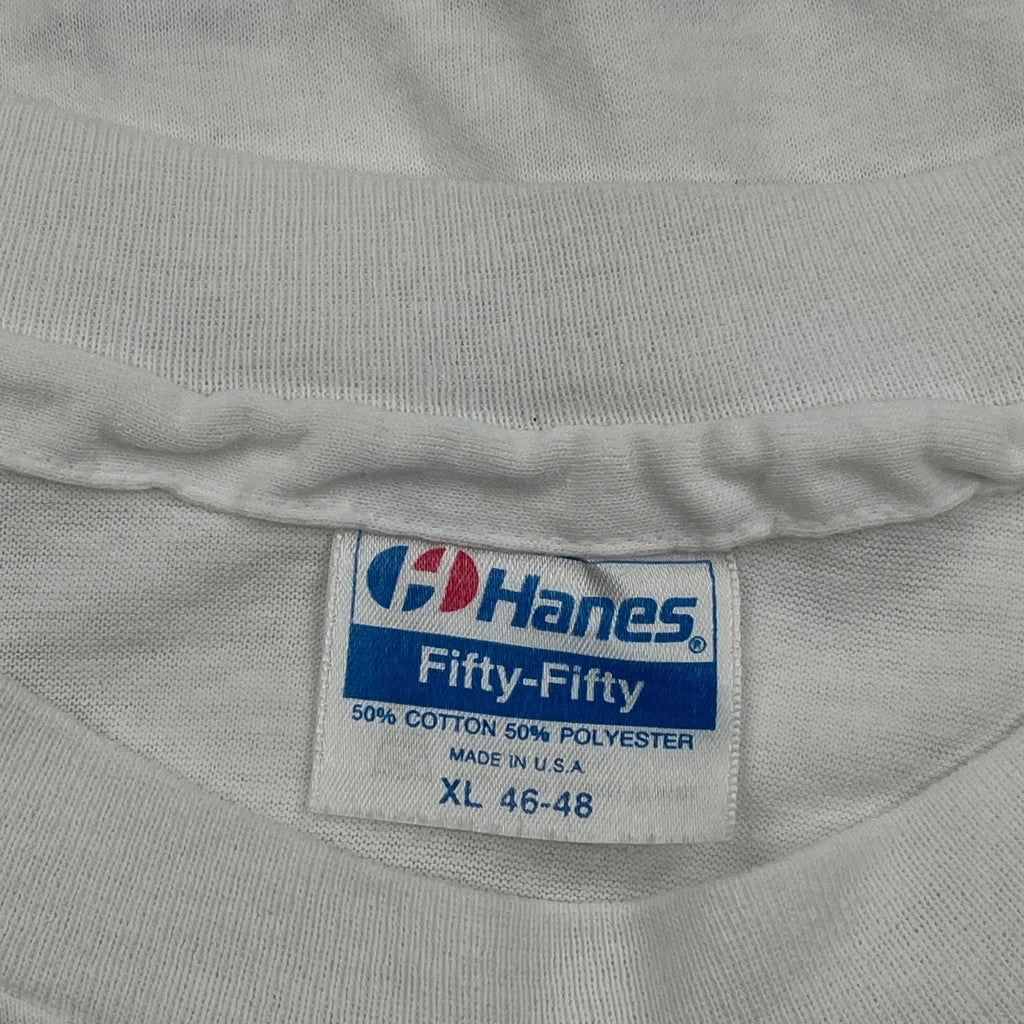 Hanes®
Fifty-Fifty
50% COTTON 50% POLYESTER
MADE IN U.S.A
XL 46-48